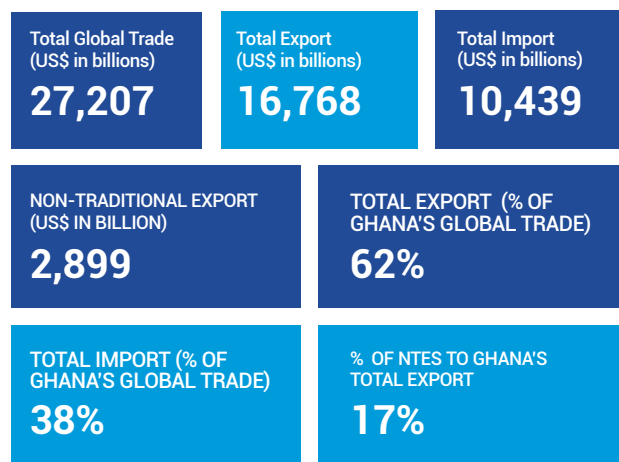 Total Global Trade
(US$ in billions)
27,207
Total Export
(US$ in billions)
16,768
Total Import
(US$ in billions)
10,439
NON-TRADITIONAL EXPORT
(US$ IN BILLION)
2,899
TOTAL EXPORT (% OF
GHANA'S GLOBAL TRADE)
62%
TOTAL IMPORT (% OF
GHANA'S GLOBAL TRADE)
38%
% OF NTES TO GHANA'S
TOTAL EXPORT
17%